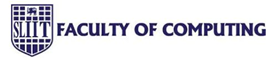 SLIIT FACULTY OF COMPUTING